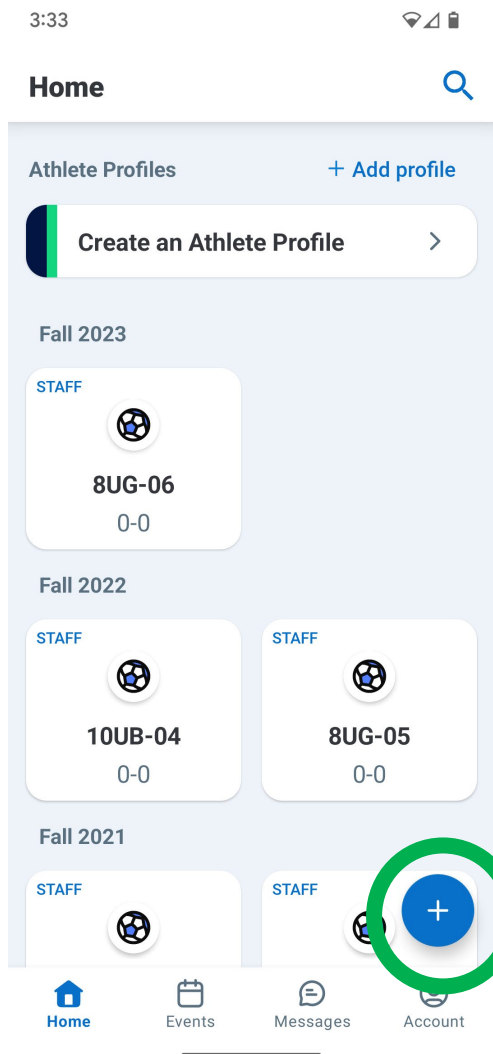 3:33
Home
Athlete Profiles + Add profile
Create an Athlete Profile
Fall 2023
STAFF
8UG-06
0-0
Fall 2022
STAFF STAFF
10UB-04 8UG-05
0-0 0-0
Fall 2021
STAFF STAFF
Home Events Messages Account